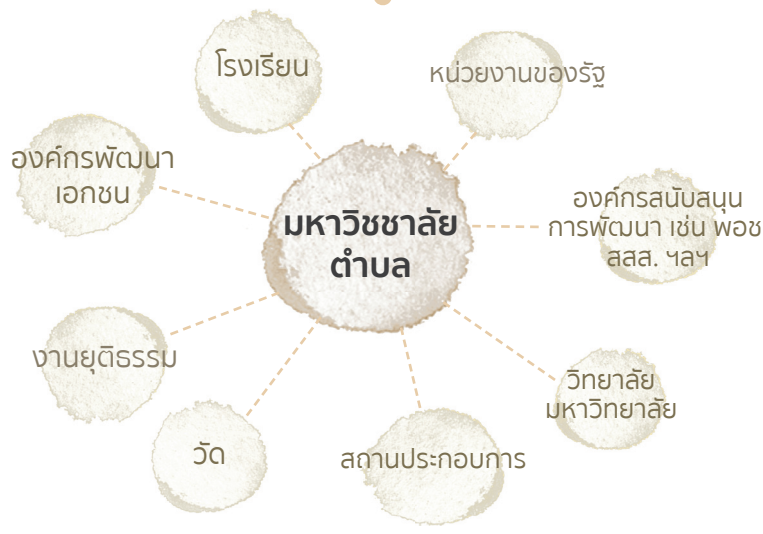 โรงเรียน
หน่วยงานของรัฐ
องค์กรพัฒนา
เอกชน
องค์กรสนับสนุน
การพัฒนา เช่น พอช
สสส. ฯลฯ
มหาวิชชาลัย
ตำบล
งานยุติธรรม
วิทยาลัย
มหาวิทยาลัย
วัด
สถานประกอบการ